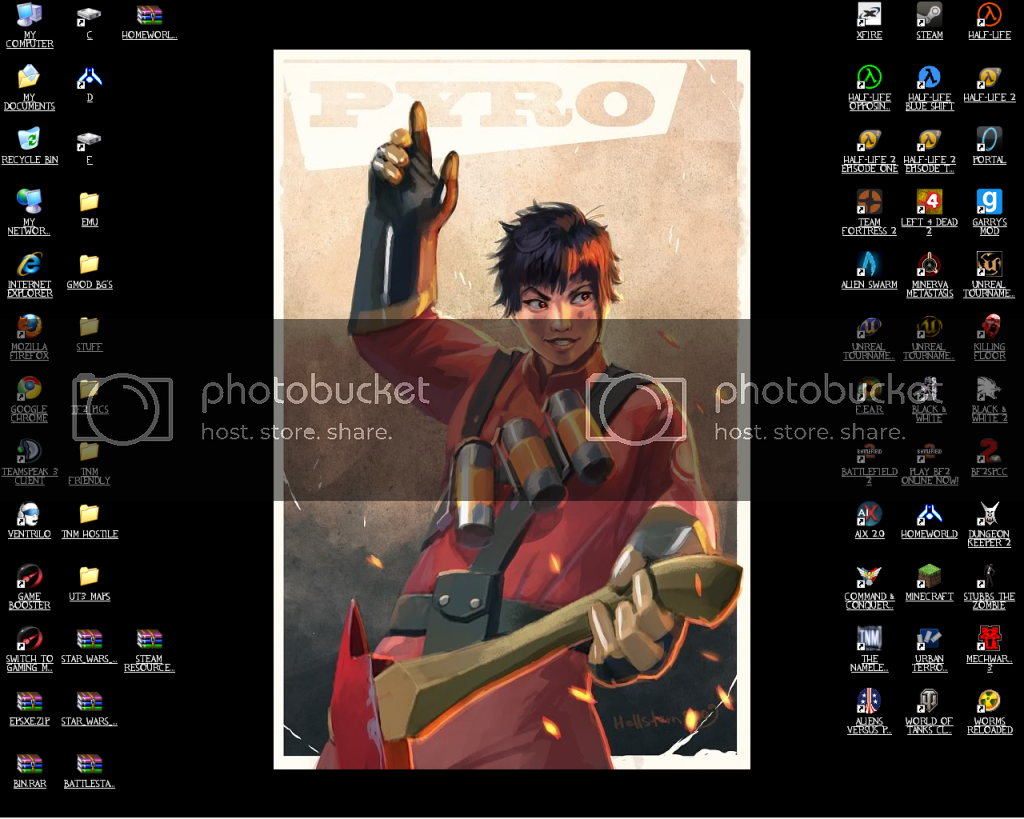 MY
COMPUTER
C
HOMEWORL...
MY
DOCUMENTS
D
RECYCLE BIN
F
MY
NETWOR...
EMU
INTERNET
EXPLORER
GMOD BG'S
MOZILLA
FIREFOX
STUFF
GOOGLE
CHROME
TF2 PICS
TEAMSPEAK 3
CLIENT
TNM
FRIENDLY
VENTRILO
TNM HOSTILE
GAME
BOOSTER
UT3 MAPS
SWITCH TO
GAMING M...
STAR_WARS_...
STEAM
RESOURCE...
EPSXE.ZIP
STAR_WARS_...
BIN.RAR
BATTLESTA...
PYRO
photobucket
host. store. share.
photobucket
host. store. share.
XFIRE
STEAM
HALF-LIFE
HALF-LIFE
OPPOSIN...
HALF-LIFE
BLUE SHIFT
HALF-LIFE 2
HALF-LIFE 2
EPISODE ONE
HALF-LIFE 2
EPISODE T...
PORTAL
TEAM
FORTRESS 2
LEFT 4 DEAD
2
GARRY'S
MOD
ALIEN SWARM
MINERVA
METASTASIS
UNREAL
TOURNAME...
UNREAL
TOURNAME...
UNREAL
TOURNAME...
KILLING
FLOOR
F.E.A.R
BLACK &
WHITE
BLACK &
WHITE 2
BATTLEFIELD
2
PLAY BF2
ONLINE NOW!
BF2SPCC
AIX 2.0
HOMEWORLD
DUNGEON
KEEPER 2
COMMAND &
CONQUER...
MINECRAFT
STUBBS THE
ZOMBIE
THE
NAMELE...
URBAN
TERRO...
MECHWAR...
3
ALIENS
VERSUS P...
WORLD OF
TANKS CL...
WORMS
RELOADED